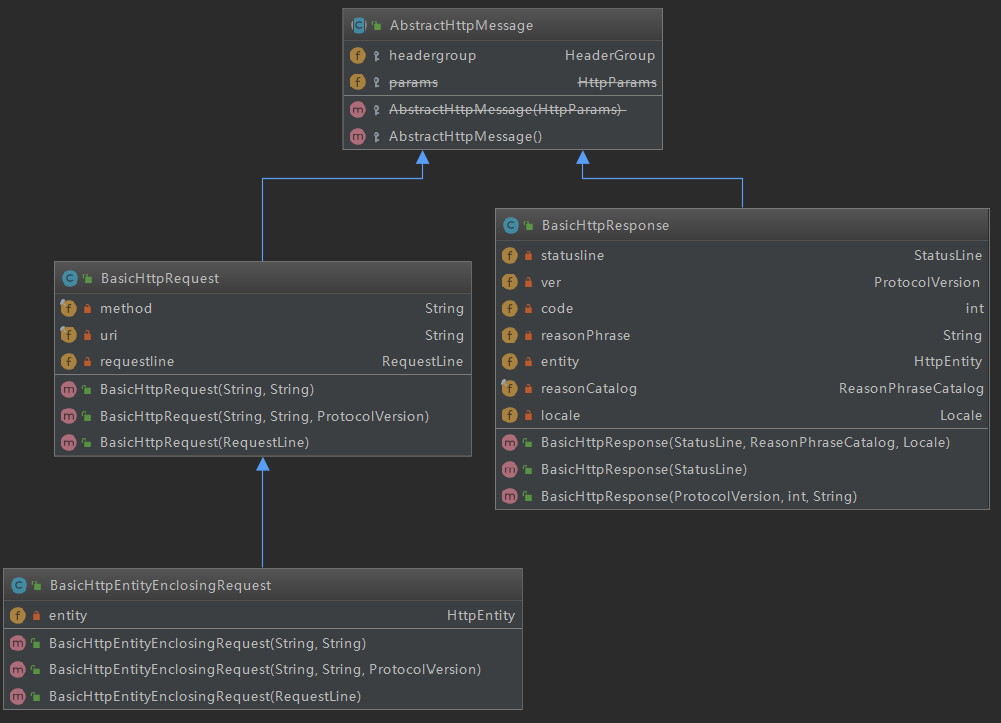 AbstractHttpMessage
headergroup HeaderGroup
params HttpParams
AbstractHttpMessage(HttpParams)
AbstractHttpMessage()
BasicHttpRequest
method String
uri String
requestline RequestLine
BasicHttpRequest(String, String)
BasicHttpRequest(String, String, ProtocolVersion)
BasicHttpRequest(RequestLine)
BasicHttpResponse
statusline StatusLine
ver ProtocolVersion
code int
reasonPhrase String
entity HttpEntity
reasonCatalog ReasonPhraseCatalog
locale Locale
BasicHttpResponse(StatusLine, ReasonPhraseCatalog, Locale)
BasicHttpResponse(StatusLine)
BasicHttpResponse(ProtocolVersion, int, String)
BasicHttpEntityEnclosingRequest
entity HttpEntity
BasicHttpEntityEnclosingRequest(String, String)
BasicHttpEntityEnclosingRequest(String, String, ProtocolVersion)
BasicHttpEntityEnclosingRequest(RequestLine)